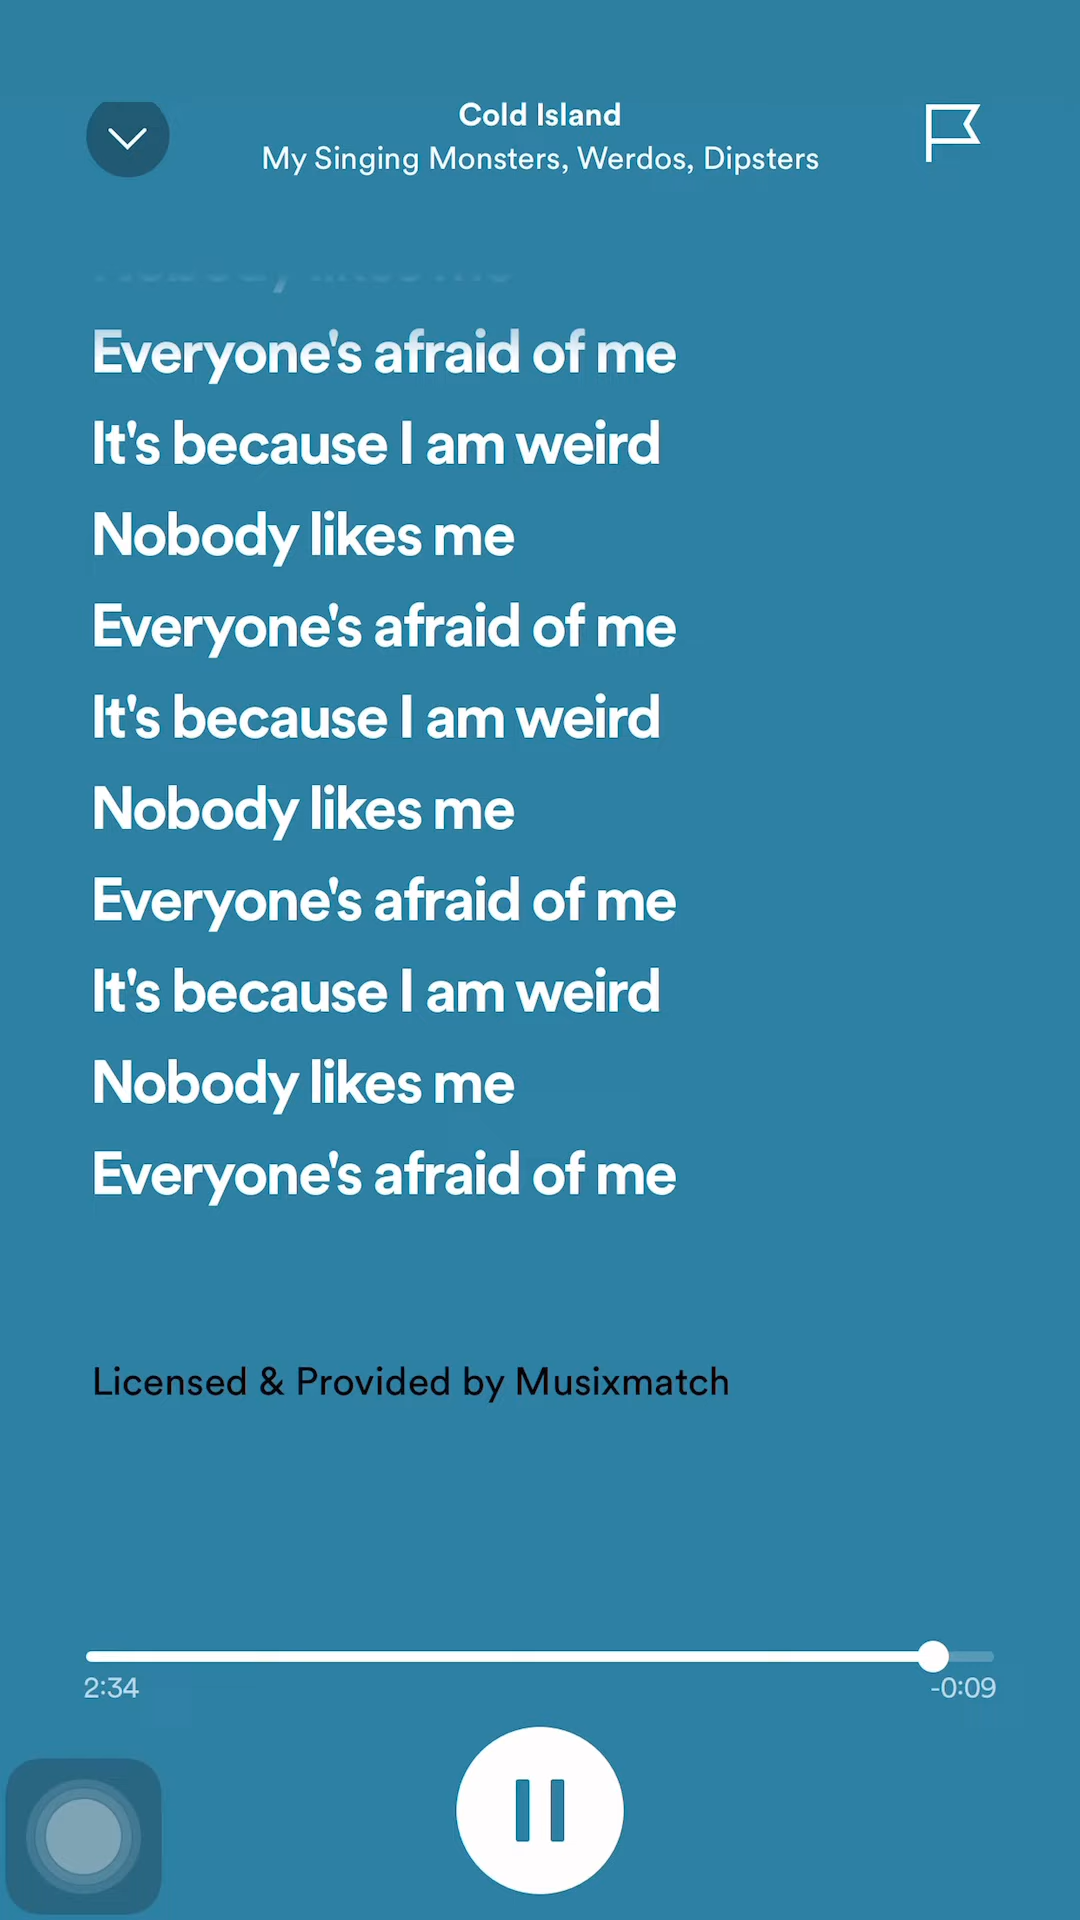 Cold Island
My Singing Monsters, Werdos, Dipsters
Everyone's afraid of me
It's because I am weird
Nobody likes me
Everyone's afraid of me
It's because I am weird
Nobody likes me
Everyone's afraid of me
It's because I am weird
Nobody likes me
Everyone's afraid of me
Licensed & Provided by Musixmatch
2:34
-0:09